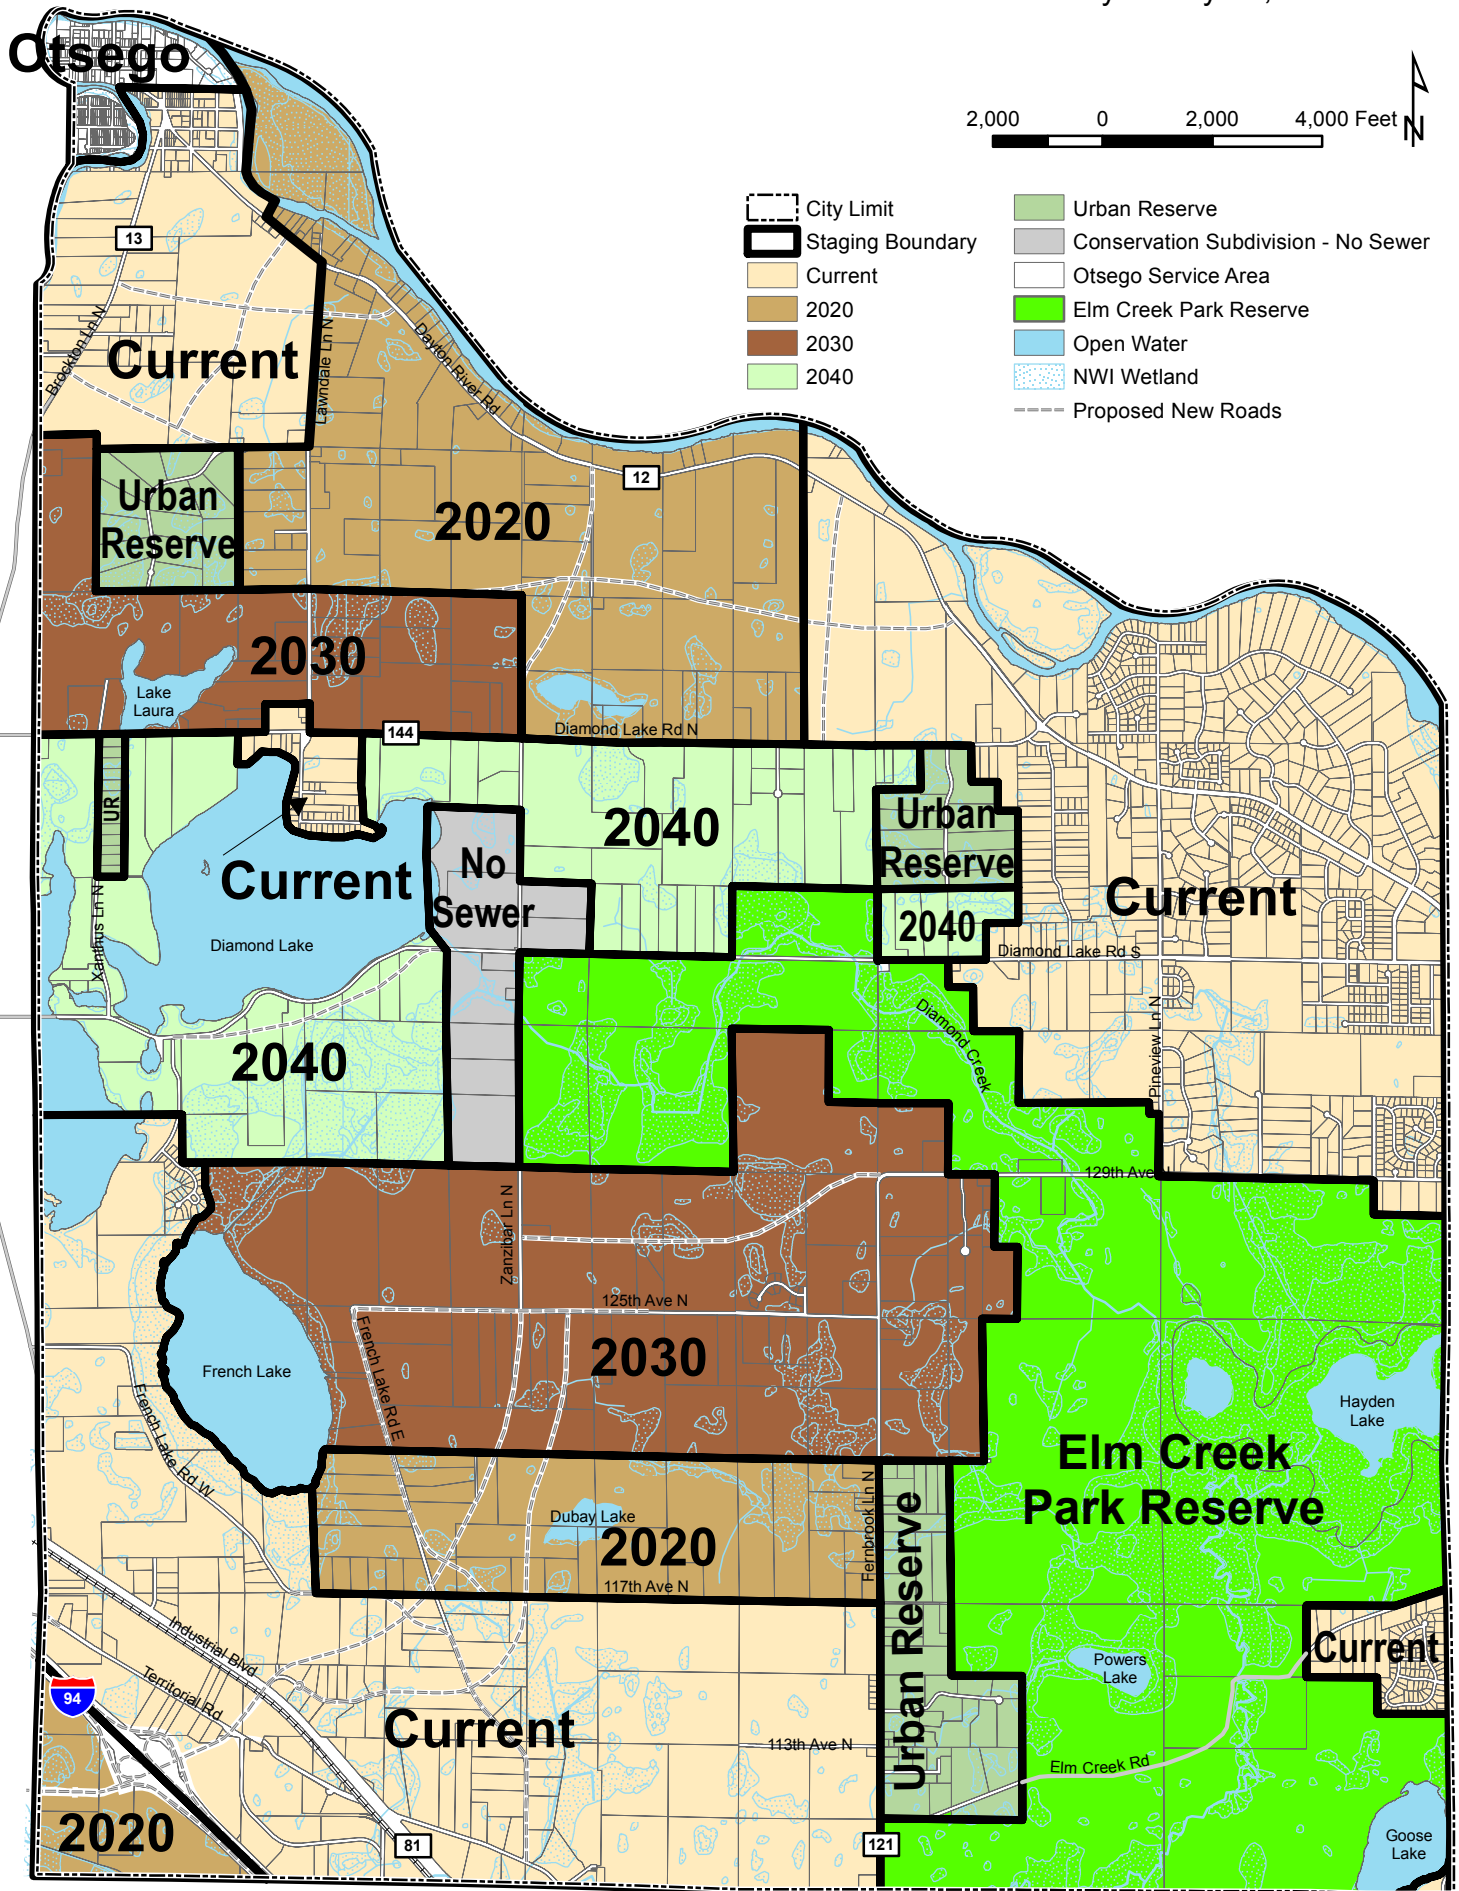 Otsego
2,000 0 2,000 4,000 Feet
N
City Limit
Staging Boundary
Current
2020
2030
2040
Urban Reserve
Conservation Subdivision - No Sewer
Otsego Service Area
Elm Creek Park Reserve
Open Water
NWI Wetland
Proposed New Roads
13
Brockton Ln N
Current
Lawndale Ln N
Dayton River Rd
12
Urban
Reserve
2020
2030
Lake
Laura
144
Diamond Lake Rd N
UR
2040
Urban
Reserve
Current
No
Sewer
Current
2040
Diamond Lake
Xanthus Ln N
Diamond Lake Rd S
Diamond Creek
Pineview Ln N
2040
129th Ave
Zanzibar Ln N
125th Ave N
2030
French Lake
French Lake Rd E
French Lake Rd W
Hayden
Lake
Elm Creek
Park Reserve
Dubay Lake
2020
117th Ave N
Fernbrook Ln N
Urban Reserve
Industrial Blvd
Territorial Rd
94
Current
Powers
Lake
Current
113th Ave N
Elm Creek Rd
2020
81
121
Goose
Lake